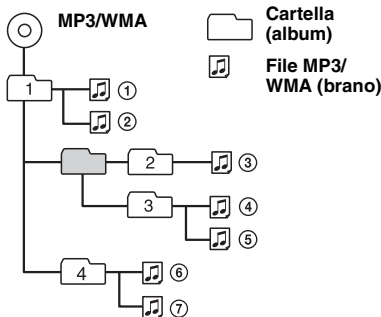 MP3/WMA
Cartella
(album)
File MP3/
WMA (brano)
1
①
②
2
③
3
④
⑤
4
⑥
⑦